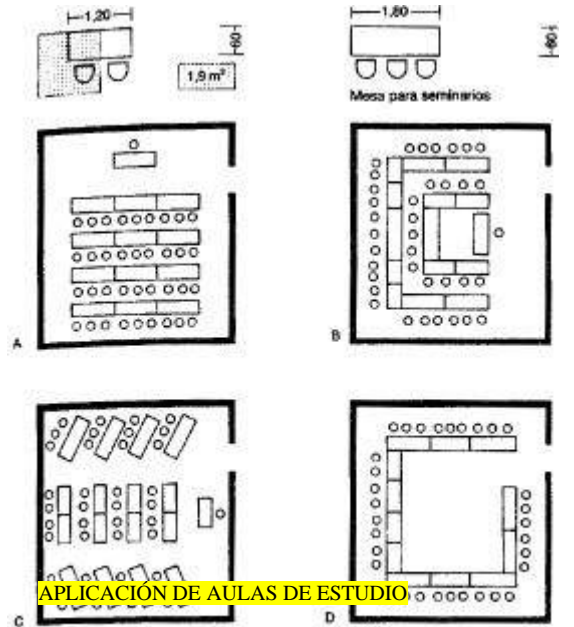 1,20
1,80
60
60
1,9 m²
Mesa para seminarios
A
B
APLICACIÓN DE AULAS DE ESTUDIO
C
D